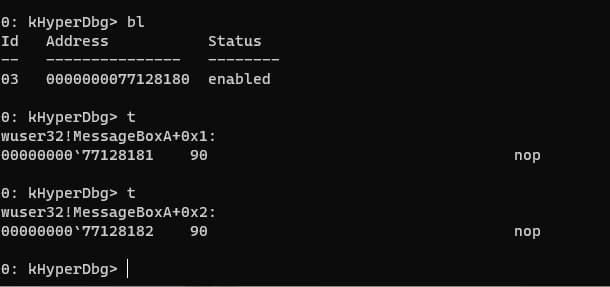 0: kHyperDbg> bl
Id   Address           Status
--   ---------------   --------
03   0000000077128180  enabled
0: kHyperDbg> t
wuser32!MessageBoxA+0x1:
00000000`77128181    90                                  nop
0: kHyperDbg> t
wuser32!MessageBoxA+0x2:
00000000`77128182    90                                  nop
0: kHyperDbg>